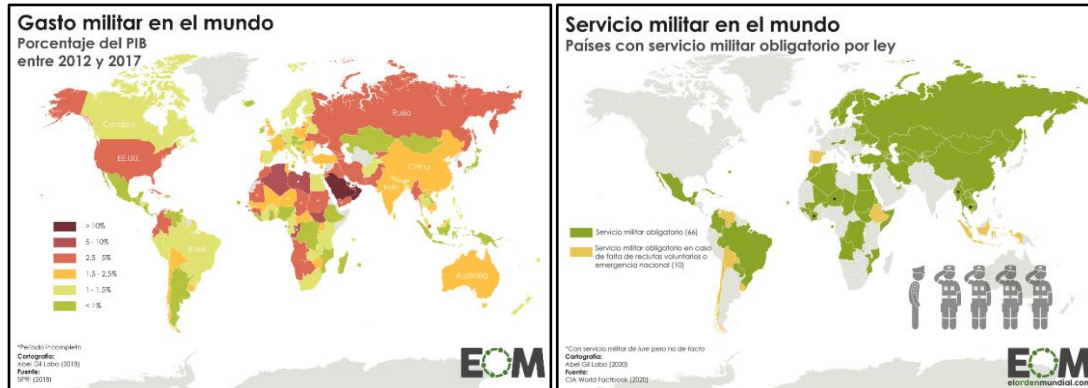 Gasto militar en el mundo
Porcentaje del PIB
entre 2012 y 2017
Canadá
EE.UU.
Brasil
Rusia
China
India
Australia
> 10%
5 - 10%
2,5 - 5%
1,5 - 2,5%
1 - 1,5%
< 1%
*Periodo incompleto
Cartografía:
Abel Gil Lobo (2018)
Fuente:
SIPRI (2018)
EOM
Servicio militar en el mundo
Países con servicio militar obligatorio por ley
Servicio militar obligatorio (66)
Servicio militar obligatorio en caso
de falta de reclutas voluntarios o
emergencia nacional (10)
*Con servicio militar de iure pero no de facto
Cartografía:
Abel Gil Lobo (2020)
Fuente:
CIA World Factbook (2020)
EOM
elordenmundial.com